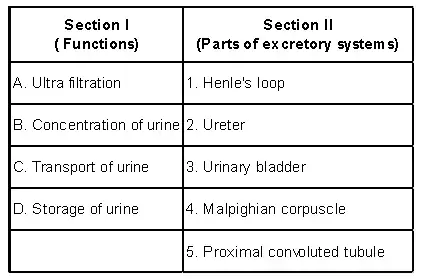 Section I Section II
( Functions) (Parts of excretory systems)
A. Ultra filtration 1. Henle's loop
B. Concentration of urine 2. Ureter
C. Transport of urine 3. Urinary bladder
D. Storage of urine 4. Malpighian corpuscle
5. Proximal convoluted tubule